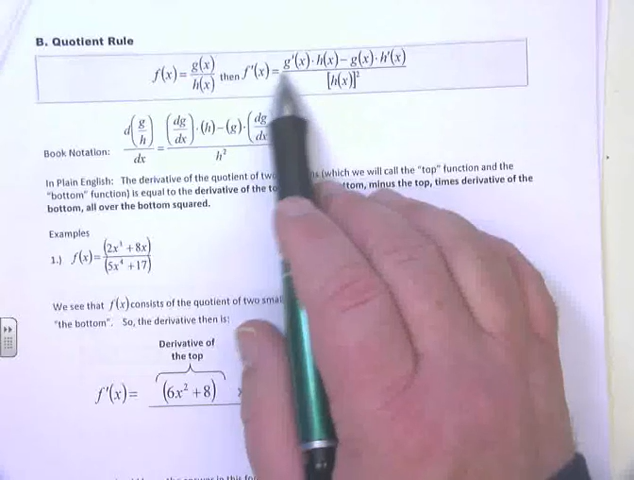 B. Quotient Rule
f(x) = g(x)/h(x) then f'(x) = g'(x)·h(x) − g(x)·h'(x) / [h(x)]²
Book Notation: d(g/h)/dx = (dg/dx)·(h) − (g)·(dg/dx / h²
In Plain English: The derivative of the quotient of two (which we will call the "top" function and the
"bottom" function) is equal to the derivative of the minus the top, times derivative of the
bottom, all over the bottom squared.
Examples
1.) f(x) = (2x³ + 8x)/(5x⁴ + 17)
We see that f(x) consists of the quotient of two
"the bottom". So, the derivative then is:
Derivative of
the top
f'(x) = (6x² + 8)